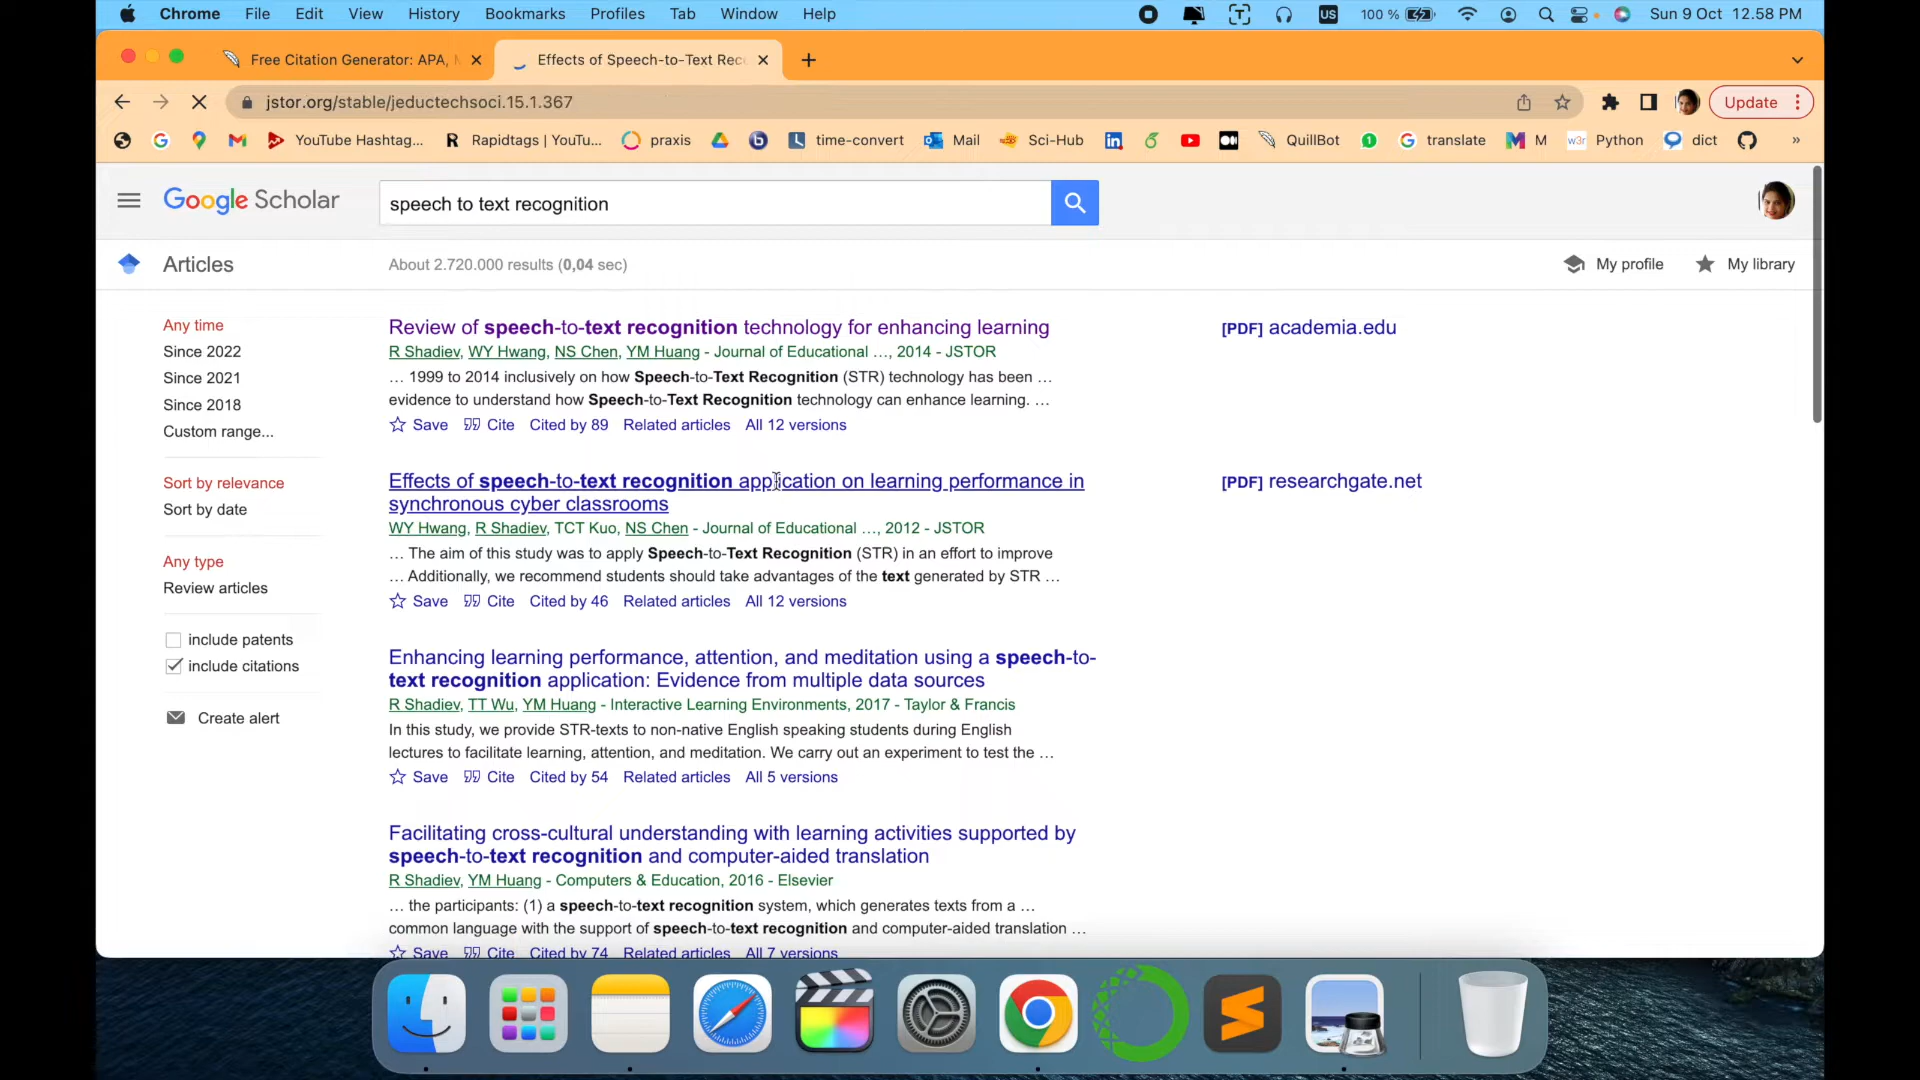 Chrome File Edit View History Bookmarks Profiles Tab Window Help US 100 % Sun 9 Oct 12.58 PM
Free Citation Generator: APA, Effects of Speech-to-Text Rec
jstor.org/stable/jeductechsoci.15.1.367 Update
YouTube Hashtag... R Rapidtags | YouTu... praxis time-convert Mail Sci-Hub QuillBot translate M Python dict »
Google Scholar speech to text recognition
Articles About 2.720.000 results (0,04 sec) My profile My library
Any time
Since 2022
Since 2021
Since 2018
Custom range...
Sort by relevance
Sort by date
Any type
Review articles
include patents
include citations
Create alert
Review of speech-to-text recognition technology for enhancing learning
R Shadiev, WY Hwang, NS Chen, YM Huang - Journal of Educational …, 2014 - JSTOR
… 1999 to 2014 inclusively on how Speech-to-Text Recognition (STR) technology has been …
evidence to understand how Speech-to-Text Recognition technology can enhance learning. …
Save Cite Cited by 89 Related articles All 12 versions
[PDF] academia.edu
Effects of speech-to-text recognition application on learning performance in
synchronous cyber classrooms
WY Hwang, R Shadiev, TCT Kuo, NS Chen - Journal of Educational …, 2012 - JSTOR
… The aim of this study was to apply Speech-to-Text Recognition (STR) in an effort to improve
… Additionally, we recommend students should take advantages of the text generated by STR …
Save Cite Cited by 46 Related articles All 12 versions
[PDF] researchgate.net
Enhancing learning performance, attention, and meditation using a speech-to-
text recognition application: Evidence from multiple data sources
R Shadiev, TT Wu, YM Huang - Interactive Learning Environments, 2017 - Taylor & Francis
In this study, we provide STR-texts to non-native English speaking students during English
lectures to facilitate learning, attention, and meditation. We carry out an experiment to test the …
Save Cite Cited by 54 Related articles All 5 versions
Facilitating cross-cultural understanding with learning activities supported by
speech-to-text recognition and computer-aided translation
R Shadiev, YM Huang - Computers & Education, 2016 - Elsevier
… the participants: (1) a speech-to-text recognition system, which generates texts from a …
common language with the support of speech-to-text recognition and computer-aided translation …
Save Cite Cited by 74 Related articles All 7 versions